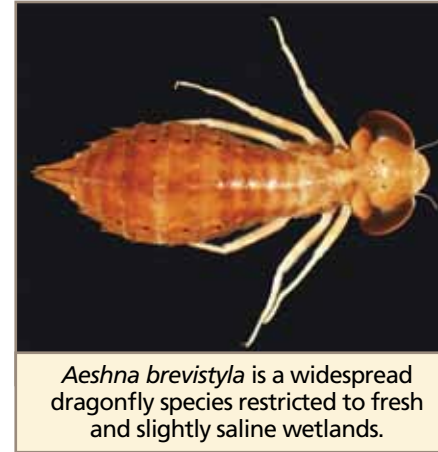 Aeshna brevistyla is a widespread
dragonfly species restricted to fresh
and slightly saline wetlands.